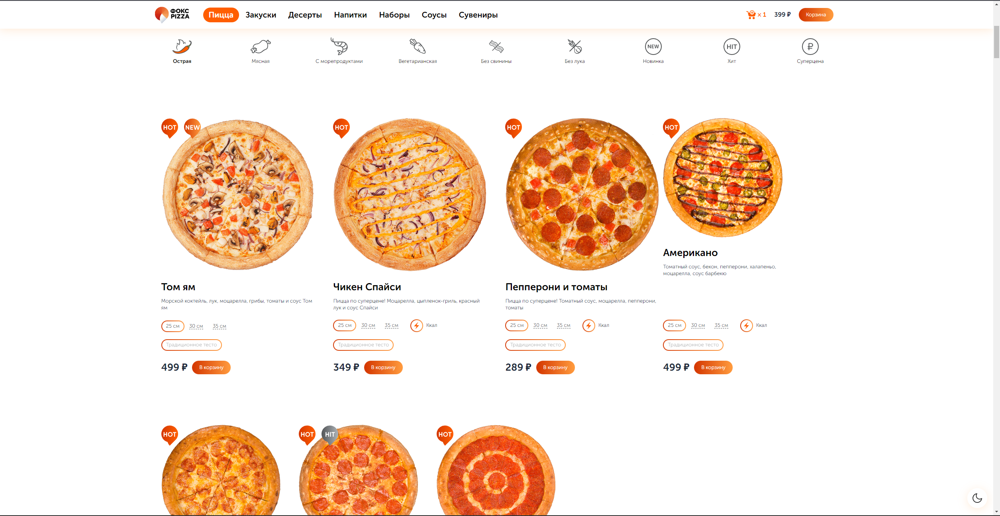 ФОКС
PIZZA
Пицца Закуски Десерты Напитки Наборы Соусы Сувениры
× 1 399 ₽ Корзина
NEW HIT ₽
Острая Мясная С морепродуктами Вегетарианская Без свинины Без лука Новинка Хит Суперцена
HOT NEW
HOT
HOT
HOT
Том ям
Морской коктейль, лук, моцарелла, грибы, томаты и соус Том
ям
25 см 30 см 35 см
Традиционное тесто
499 ₽ В корзину
Чикен Спайси
Пицца по суперцене! Моцарелла, цыпленок-гриль, красный
лук и соус Спайси
25 см 30 см 35 см Ккал
Традиционное тесто
349 ₽ В корзину
Пепперони и томаты
Пицца по суперцене! Томатный соус, моцарелла, пепперони,
томаты
25 см 30 см 35 см Ккал
Традиционное тесто
289 ₽ В корзину
Американо
Томатный соус, бекон, пепперони, халапеньо,
моцарелла, соус барбекю
25 см 30 см 35 см Ккал
Традиционное тесто
499 ₽ В корзину
HOT
HOT HIT
HOT